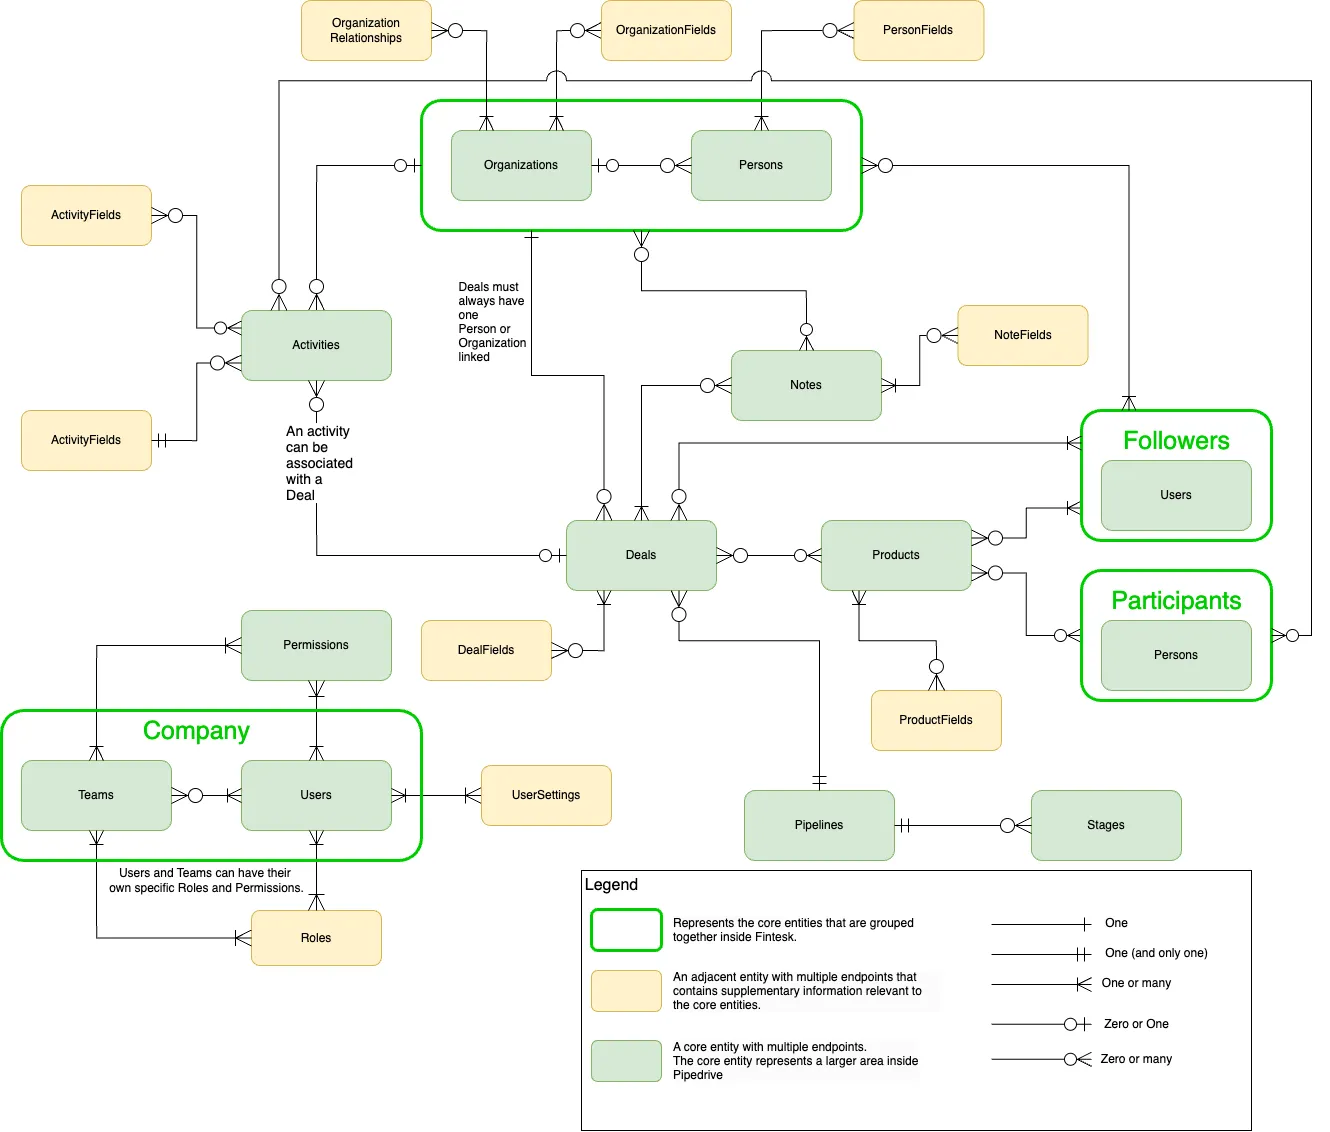 Organization
Relationships
OrganizationFields
PersonFields
Organizations
Persons
ActivityFields
Activities
Deals must
always have
one
Person or
Organization
linked
NoteFields
Notes
ActivityFields
An activity
can be
associated
with a
Deal
Followers
Users
Deals
Products
Participants
Persons
Permissions
DealFields
ProductFields
Company
Teams
Users
UserSettings
Pipelines
Stages
Users and Teams can have their
own specific Roles and Permissions.
Roles
Legend
Represents the core entities that are grouped
together inside Fintesk.
An adjacent entity with multiple endpoints that
contains supplementary information relevant to
the core entities.
A core entity with multiple endpoints.
The core entity represents a larger area inside
Pipedrive
One
One (and only one)
One or many
Zero or One
Zero or many